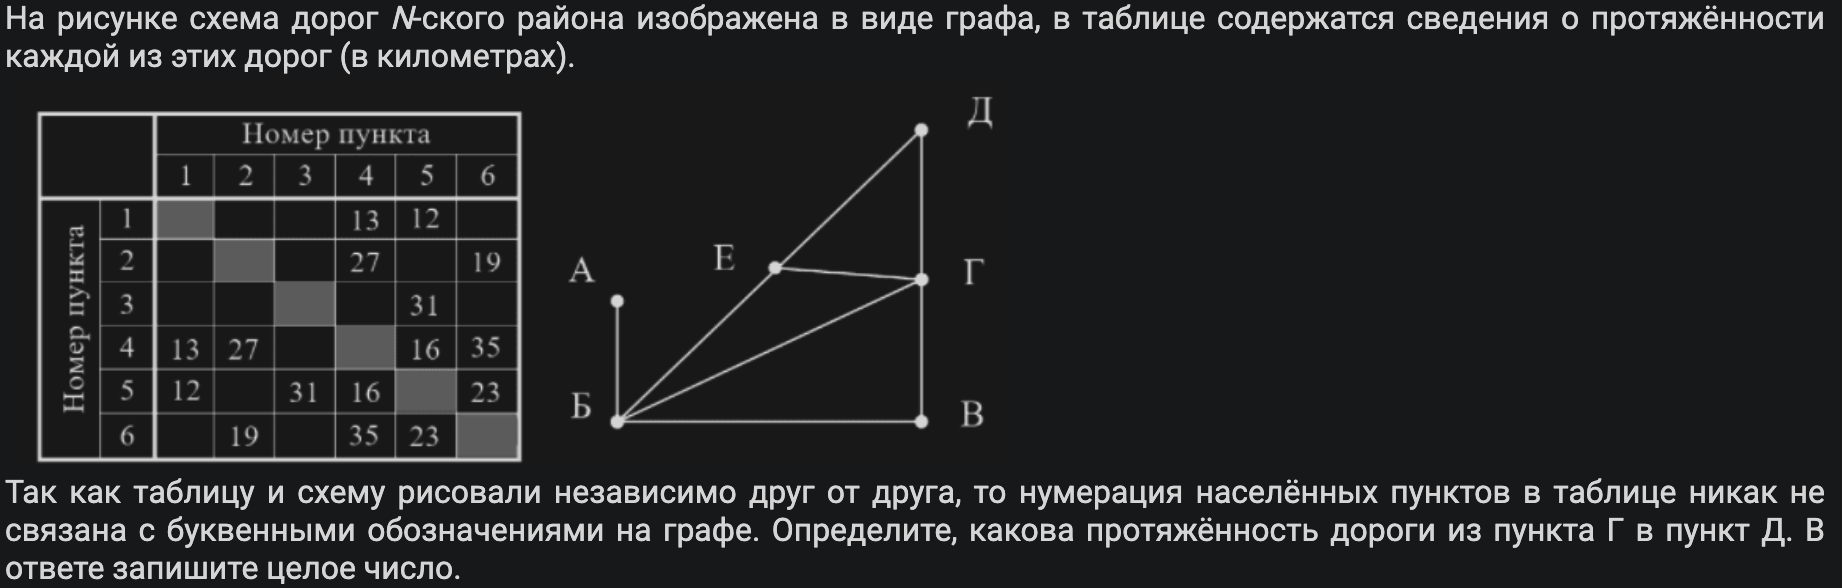 На рисунке схема дорог N-ского района изображена в виде графа, в таблице содержатся сведения о протяжённости
каждой из этих дорог (в километрах).
Номер пункта
1 2 3 4 5 6
Номер пункта
1 13 12
2 27 19
3 31
4 13 27 16 35
5 12 31 16 23
6 19 35 23
Д
Е
Г
А
Б
В
Так как таблицу и схему рисовали независимо друг от друга, то нумерация населённых пунктов в таблице никак не
связана с буквенными обозначениями на графе. Определите, какова протяжённость дороги из пункта Г в пункт Д. В
ответе запишите целое число.